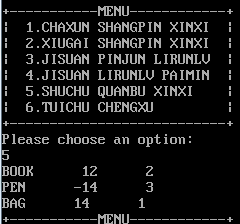 ----------MENU----------
| 1.CHAXUN SHANGPIN XINXI |
| 2.XIUGAI SHANGPIN XINXI |
| 3.JISUAN PINJUN LIRUNLV |
| 4.JISUAN LIRUNLV PAIMIN |
| 5.SHUCHU QUANBU XINXI |
| 6.TUICHU CHENGXU |
Please choose an option:
5
BOOK 12 2
PEN -14 3
BAG 14 1
----------MENU----------